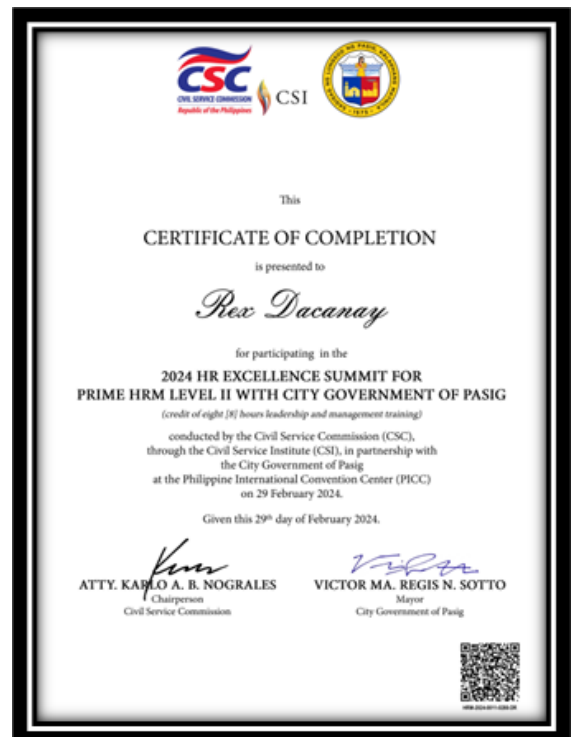 CSC
CIVIL SERVICE COMMISSION
Republic of the Philippines
CSI
This
CERTIFICATE OF COMPLETION
is presented to
Rex Dacanay
for participating in the
2024 HR EXCELLENCE SUMMIT FOR
PRIME HRM LEVEL II WITH CITY GOVERNMENT OF PASIG
(credit of eight [8] hours leadership and management training)
conducted by the Civil Service Commission (CSC),
through the Civil Service Institute (CSI), in partnership with
the City Government of Pasig
at the Philippine International Convention Center (PICC)
on 29 February 2024.
Given this 29th day of February 2024.
ATTY. KARLO A. B. NOGRALES
Chairperson
Civil Service Commission
VICTOR MA. REGIS N. SOTTO
Mayor
City Government of Pasig